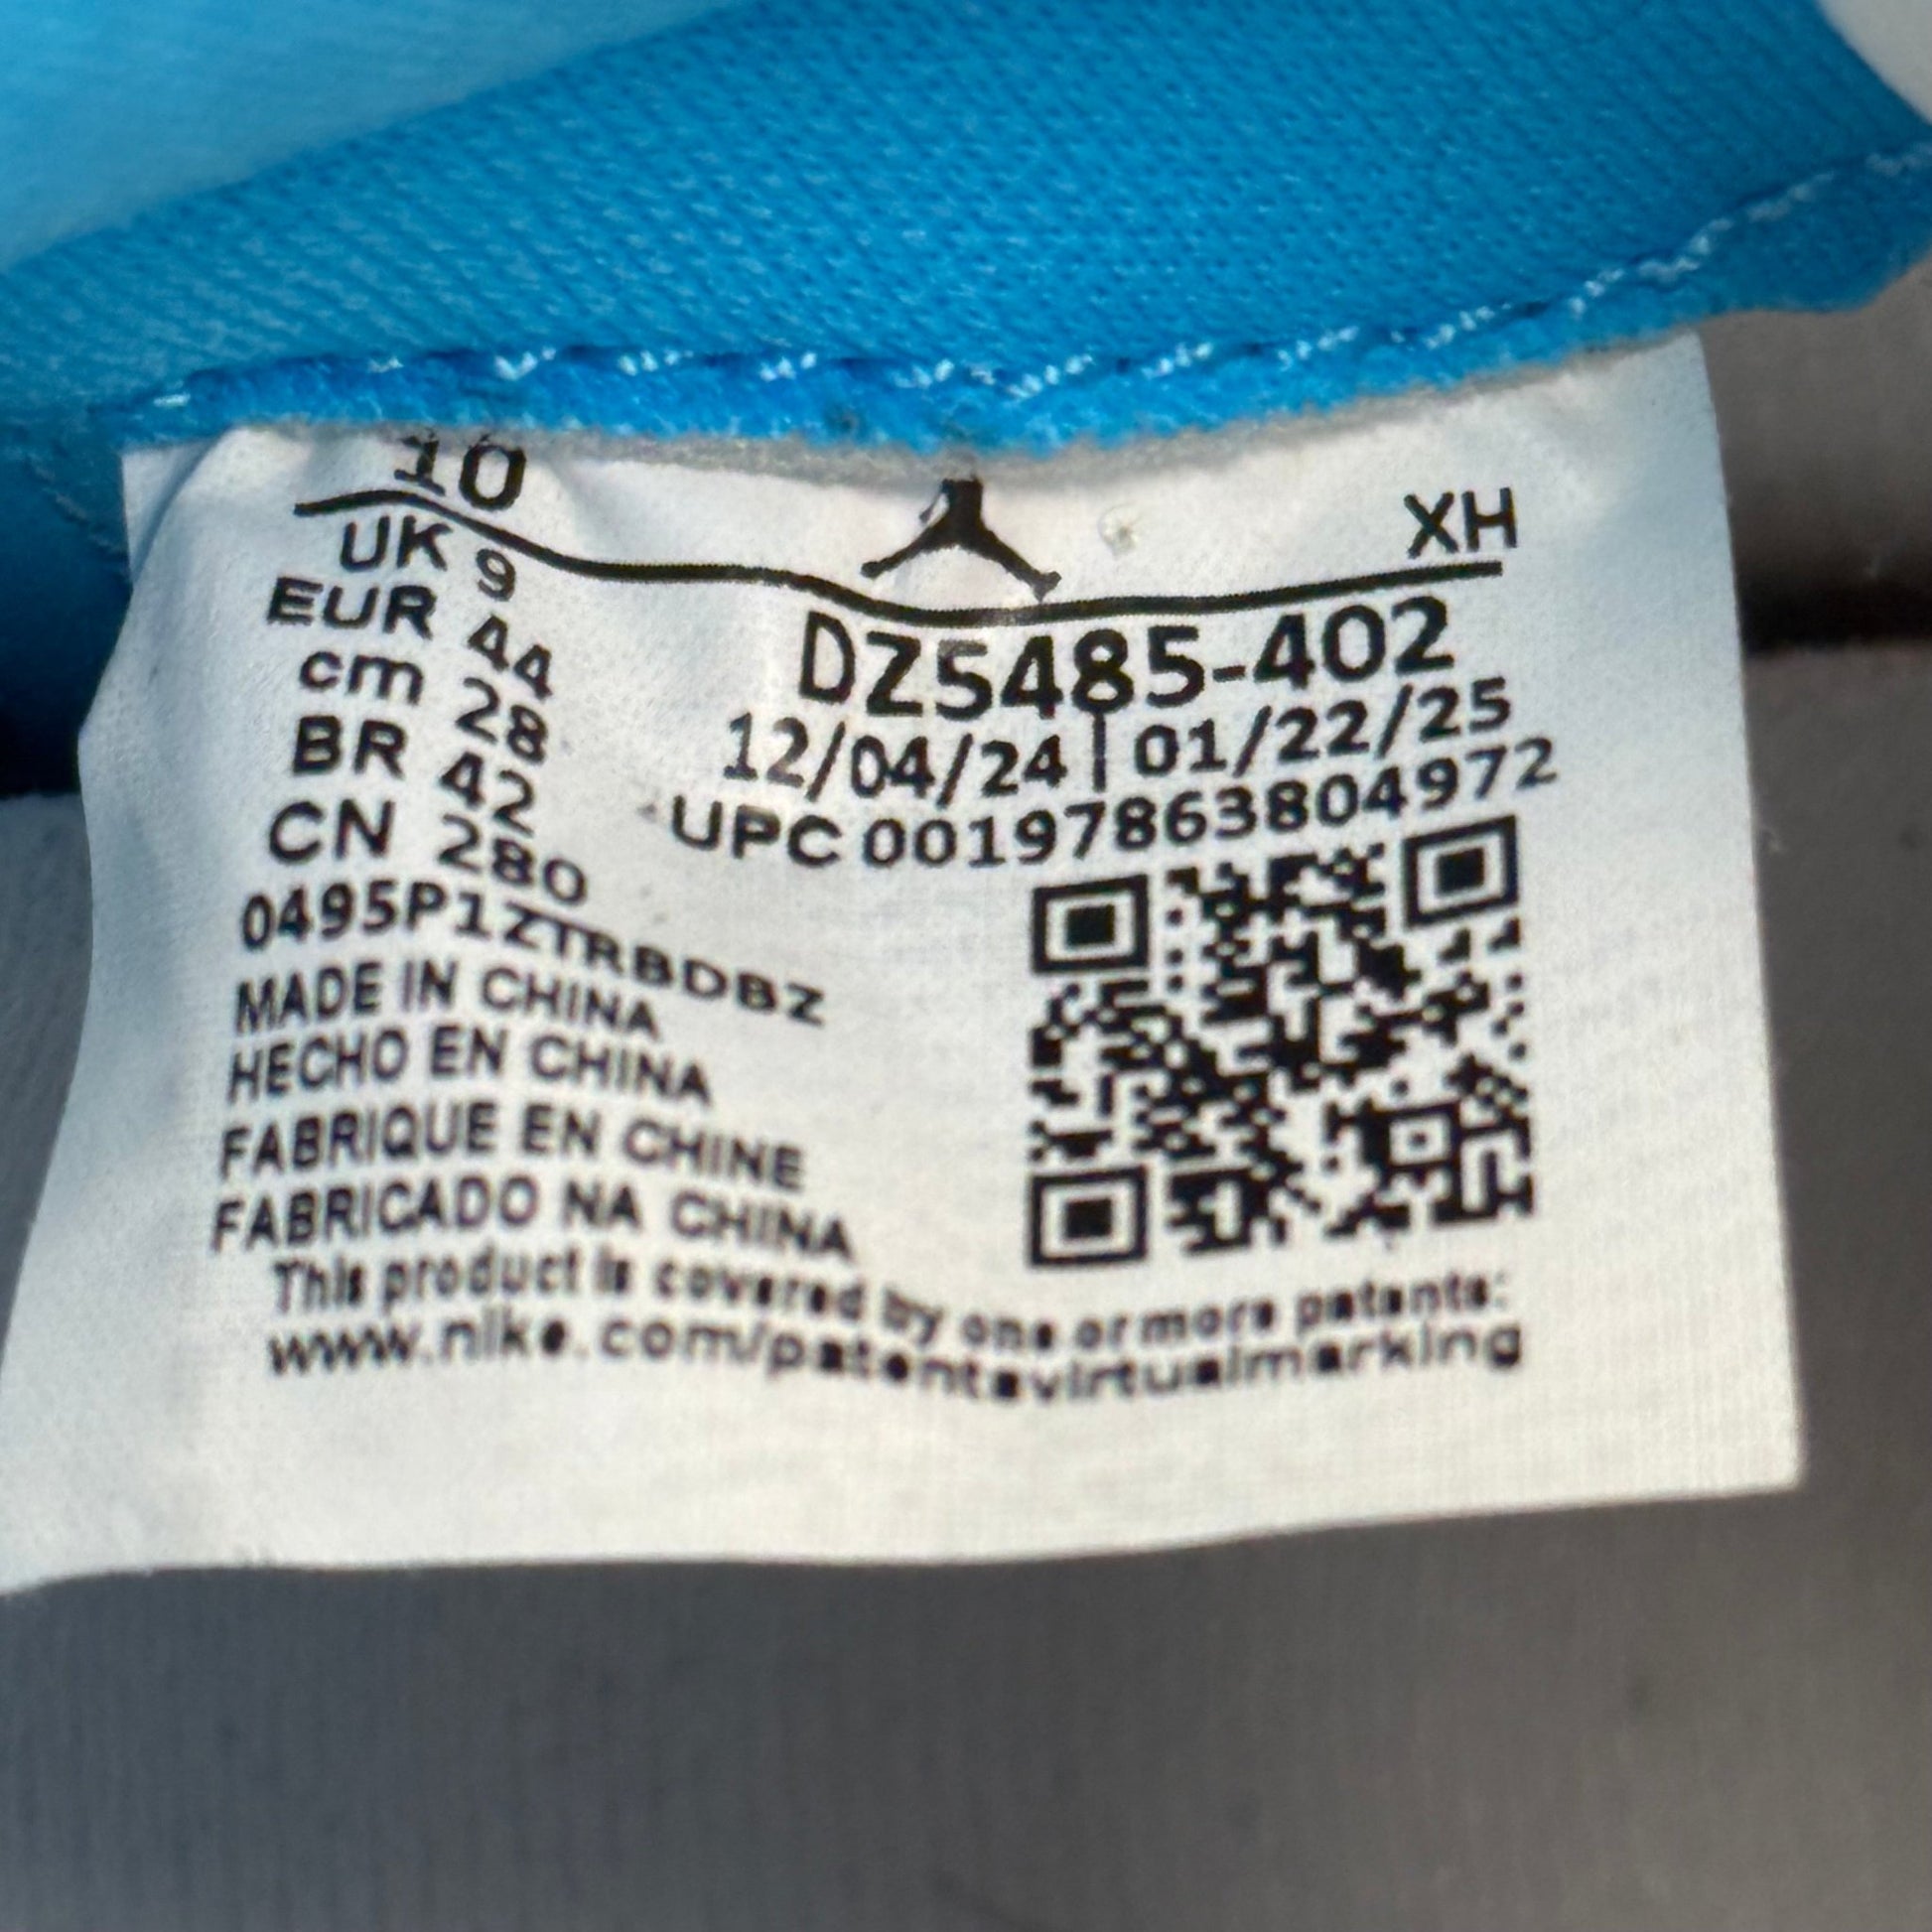 10
XH
UK 9
EUR 44
cm 28
BR 42
CN 280
DZ5485-402
12/04/24 | 01/22/25
UPC 00197863804972
0495P1ZTRBDBZ
MADE IN CHINA
HECHO EN CHINA
FABRIQUE EN CHINE
FABRICADO NA CHINA
This product is covered by one or more patents:
www.nike.com/patentsvirtualmarking